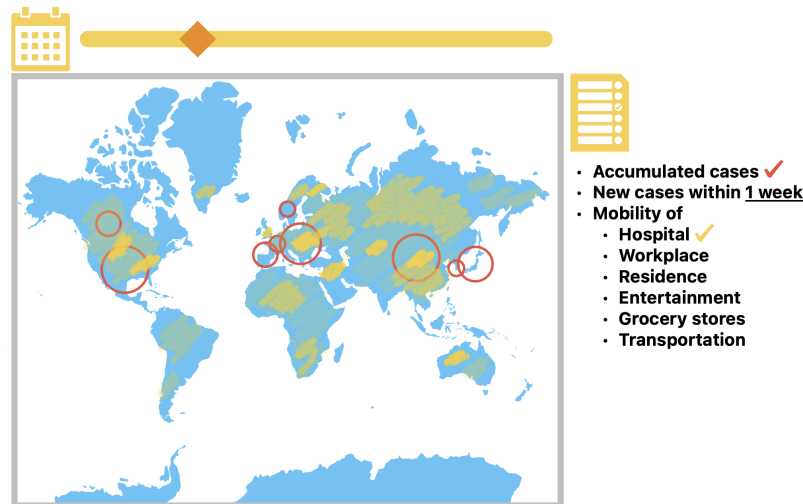 · Accumulated cases ✓
· New cases within 1 week
· Mobility of
· Hospital ✓
· Workplace
· Residence
· Entertainment
· Grocery stores
· Transportation